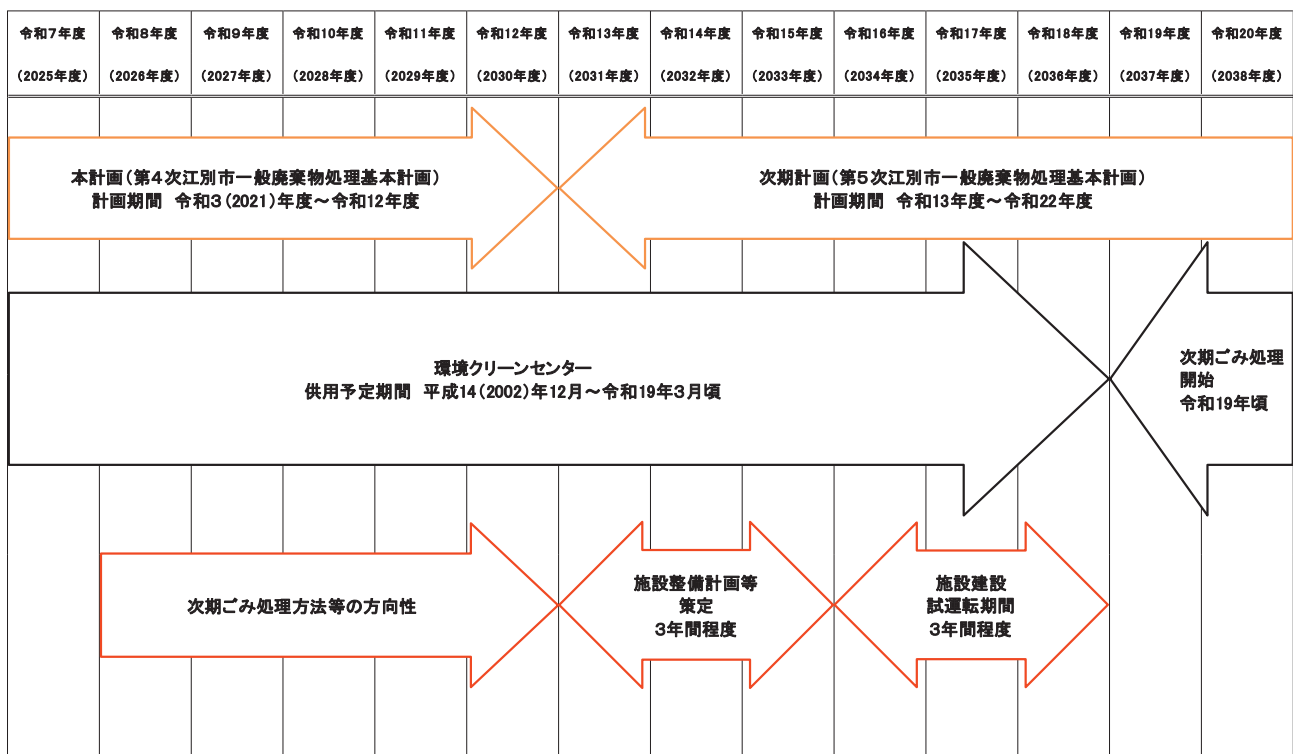 令和7年度 令和8年度 令和9年度 令和10年度 令和11年度 令和12年度 令和13年度 令和14年度 令和15年度 令和16年度 令和17年度 令和18年度 令和19年度 令和20年度
(2025年度) (2026年度) (2027年度) (2028年度) (2029年度) (2030年度) (2031年度) (2032年度) (2033年度) (2034年度) (2035年度) (2036年度) (2037年度) (2038年度)
本計画(第4次江別市一般廃棄物処理基本計画)
計画期間 令和3(2021)年度～令和12年度
次期計画(第5次江別市一般廃棄物処理基本計画)
計画期間 令和13年度～令和22年度
環境クリーンセンター
供用予定期間 平成14(2002)年12月～令和19年3月頃
次期ごみ処理
開始
令和19年頃
次期ごみ処理方法等の方向性
施設整備計画等
策定
3年間程度
施設建設
試運転期間
3年間程度